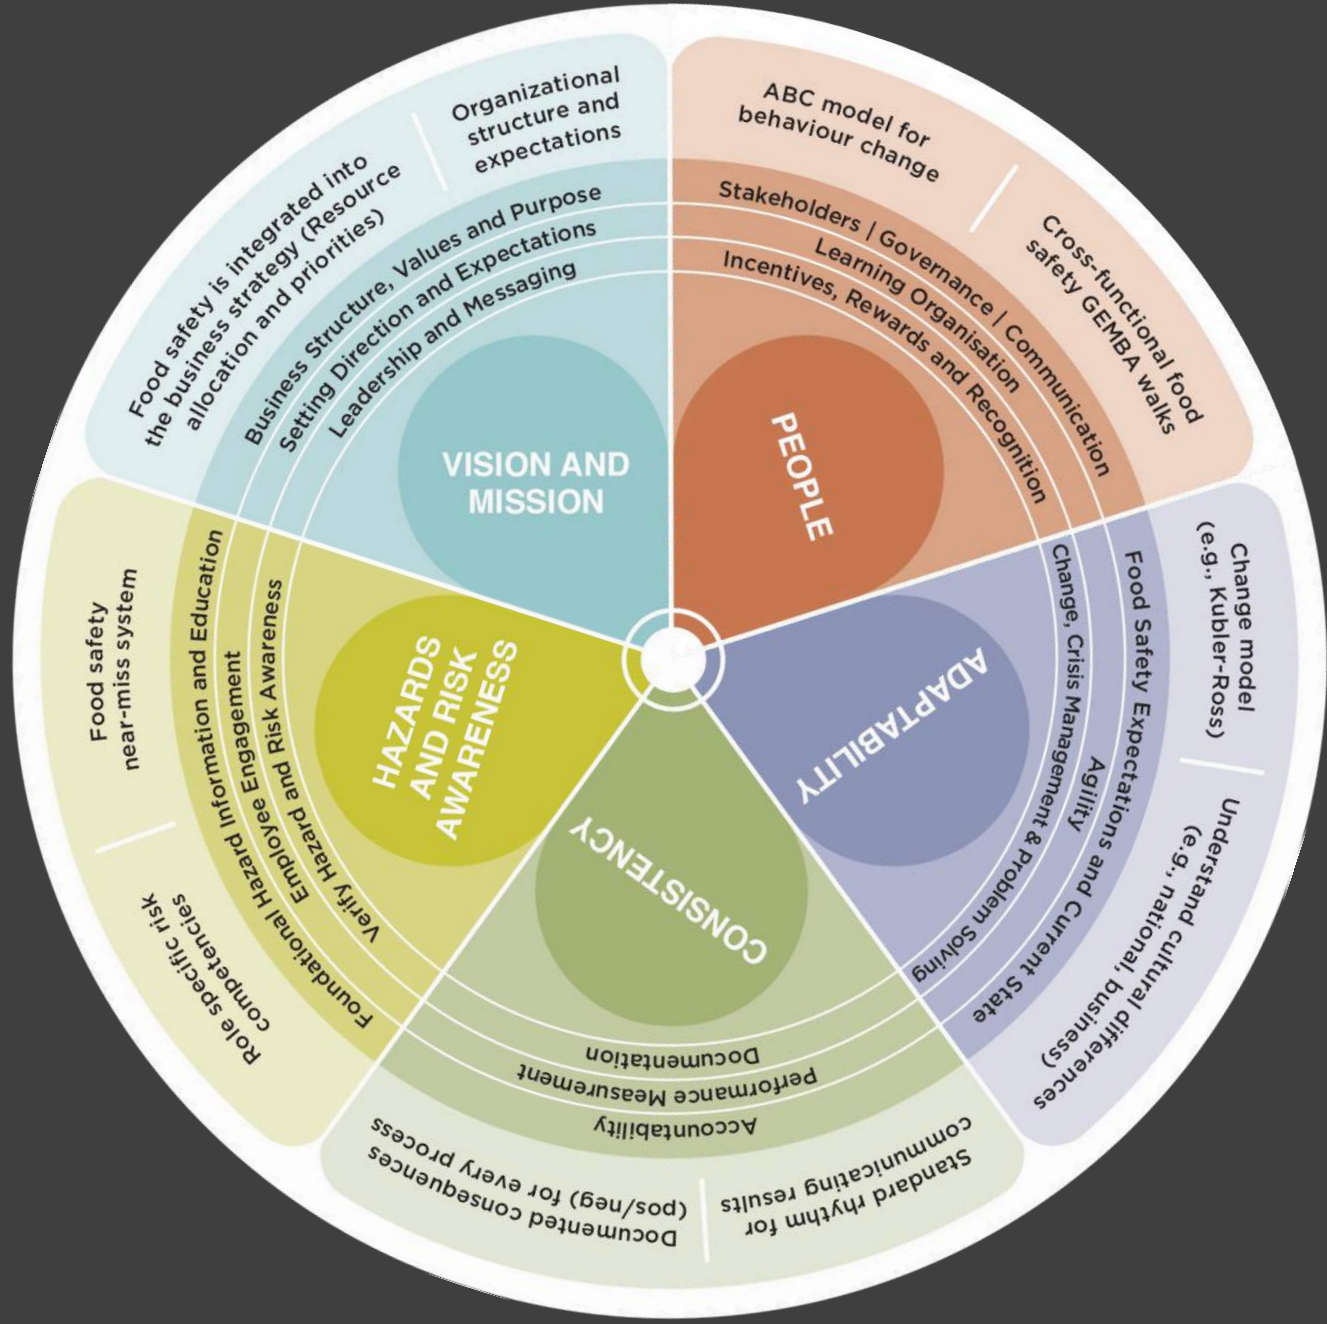 Organizational
structure and
expectations
Food safety is integrated into
the business strategy (Resource
allocation and priorities)
Business Structure, Values and Purpose
Setting Direction and Expectations
Leadership and Messaging
VISION AND
MISSION
ABC model for
behaviour change
Cross-functional food
safety GEMBA walks
Stakeholders | Governance | Communication
Learning Organisation
Incentives, Rewards and Recognition
PEOPLE
Change model
(e.g., Kubler-Ross)
Understand cultural differences
(e.g., national, business)
Food Safety Expectations and Current State
Agility
Change, Crisis Management & Problem Solving
ADAPTABILITY
Standard rhythm for
communicating results
Documented consequences
(pos/neg) for every process
Accountability
Performance Measurement
Documentation
CONSISTENCY
Role specific risk
competencies
Food safety
near-miss system
Foundational Hazard Information and Education
Employee Engagement
Verify Hazard and Risk Awareness
HAZARDS
AND RISK
AWARENESS